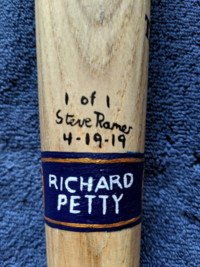 1 of 1
Steve Ramer
4-19-19
RICHARD
PETTY